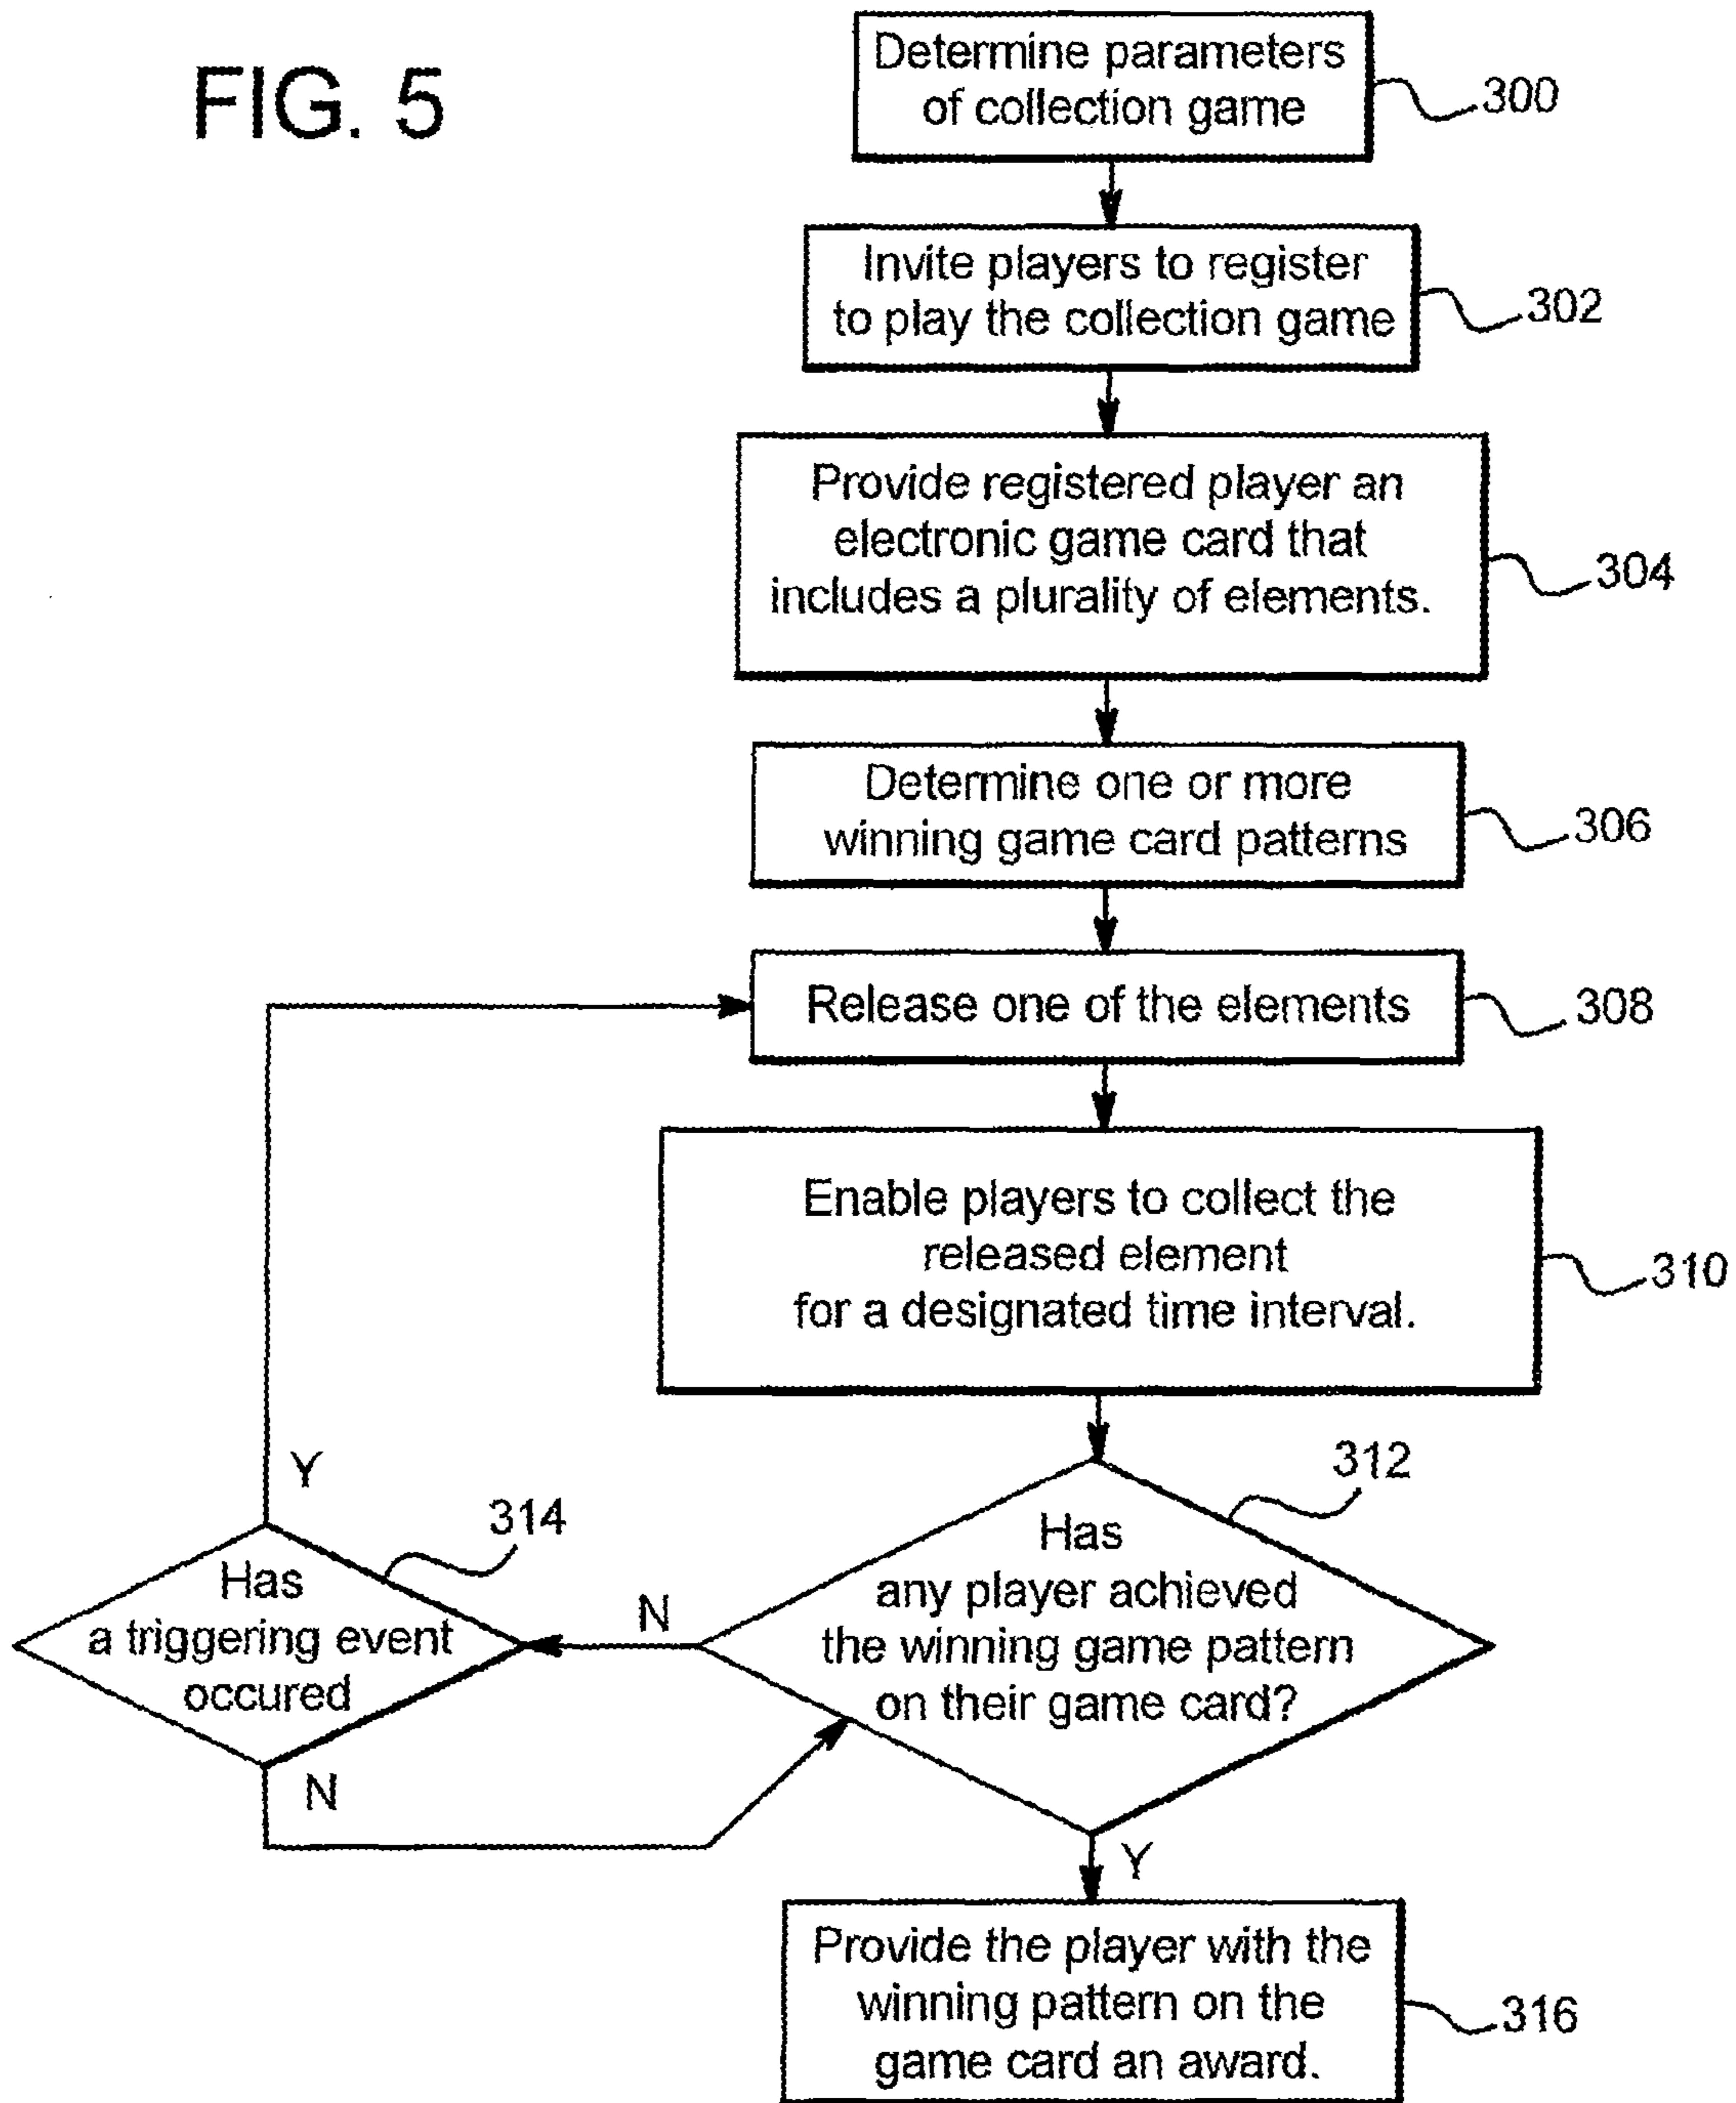 FIG. 5
Determine parameters
of collection game
300
Invite players to register
to play the collection game
302
Provide registered player an
electronic game card that
includes a plurality of elements.
304
Determine one or more
winning game card patterns
306
Release one of the elements
308
Enable players to collect the
released element
for a designated time interval.
310
Has
any player achieved
the winning game pattern
on their game card?
312
N
Y
Has
a triggering event
occured
314
Y
N
Provide the player with the
winning pattern on the
game card an award.
316